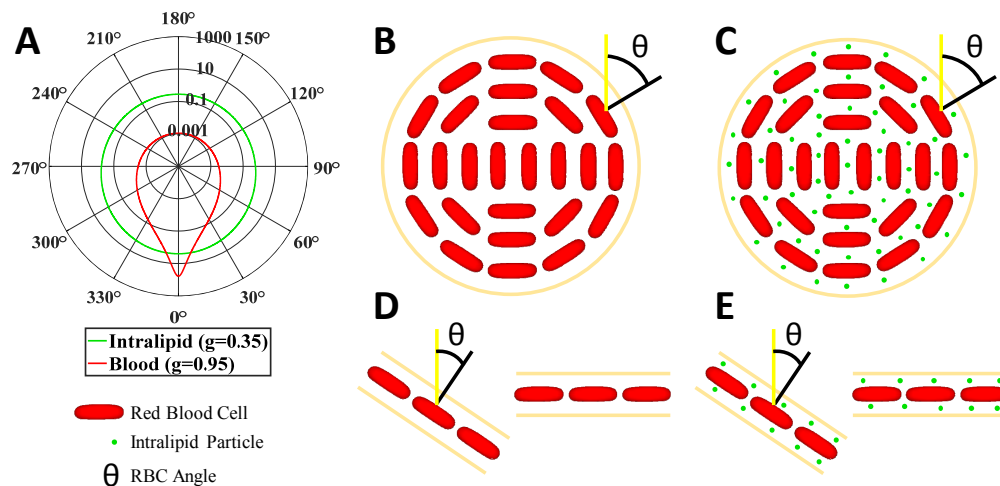 A
180°
210°
1000
150°
240°
10
120°
0.1
0.001
270°
90°
300°
60°
330°
30°
0°
Intralipid (g=0.35)
Blood (g=0.95)
Red Blood Cell
Intralipid Particle
θ RBC Angle
B
θ
C
θ
D
θ
E
θ